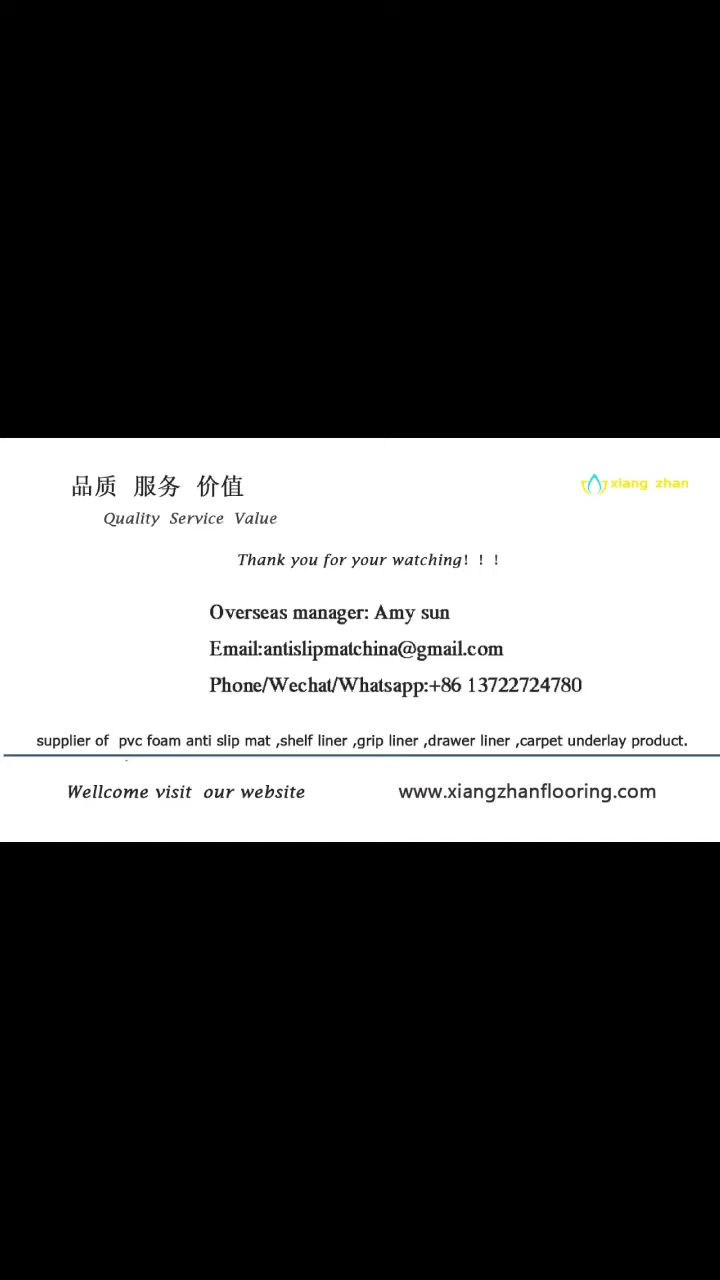 品质 服务 价值
xiang zhan
Quality Service Value
Thank you for your watching！！！
Overseas manager: Amy sun
Email:antislipmatchina@gmail.com
Phone/Wechat/Whatsapp:+86 13722724780
supplier of pvc foam anti slip mat ,shelf liner ,grip liner ,drawer liner ,carpet underlay product.
Wellcome visit our website www.xiangzhanflooring.com